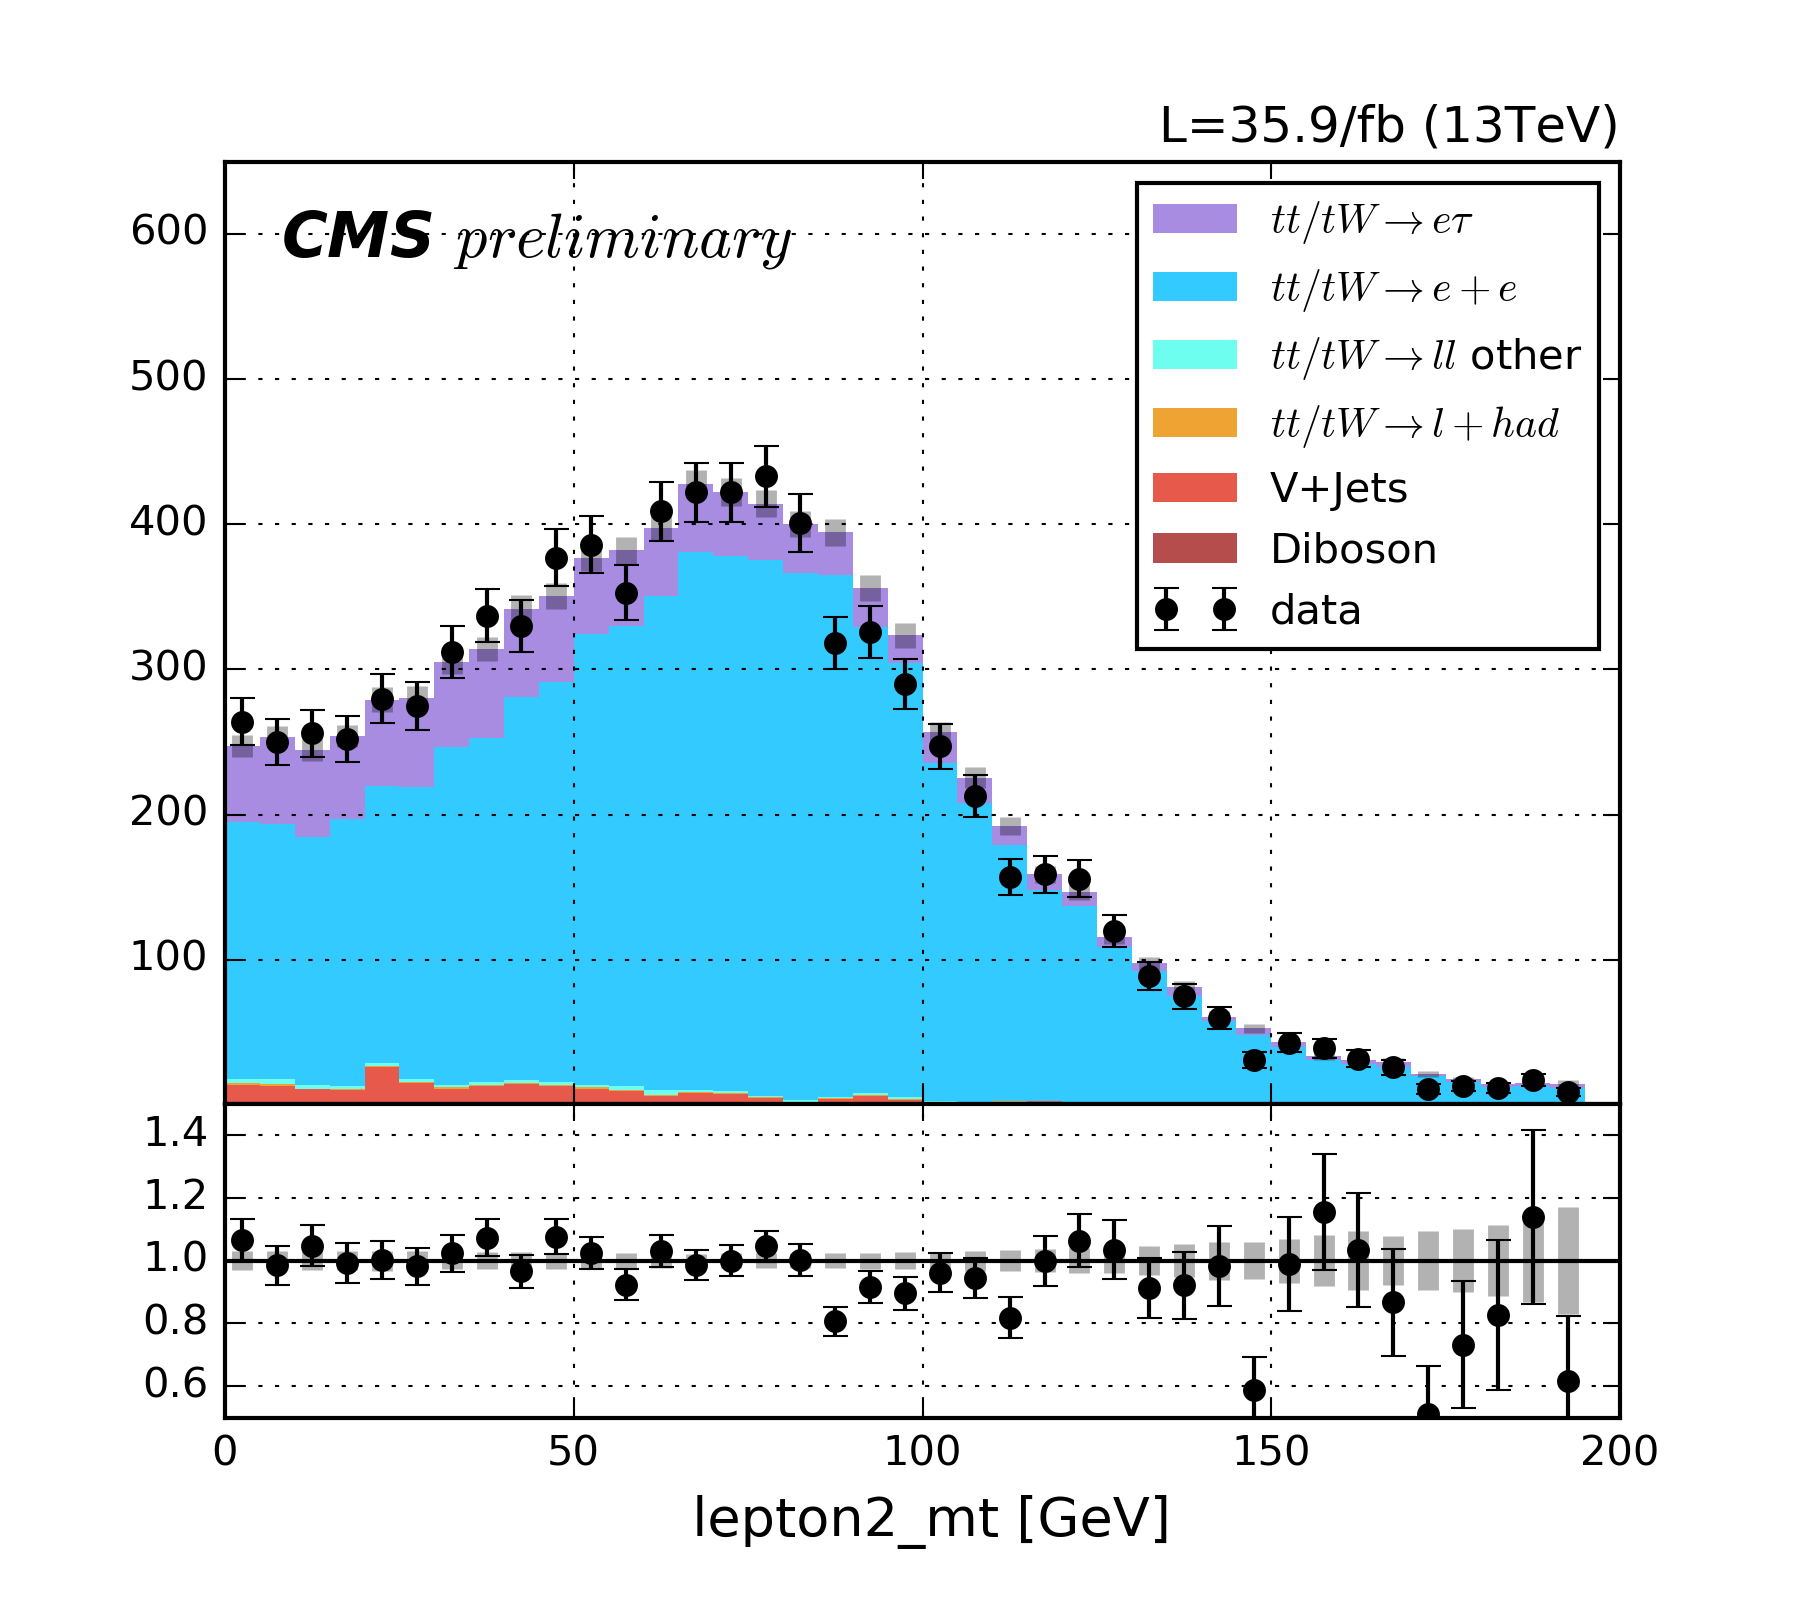 L=35.9/fb (13TeV)
CMS preliminary
600
500
400
300
200
100
tt/tW→eτ
tt/tW→e+e
tt/tW→ll other
tt/tW→l+had
V+Jets
Diboson
data
1.4
1.2
1.0
0.8
0.6
0 50 100 150 200
lepton2_mt [GeV]